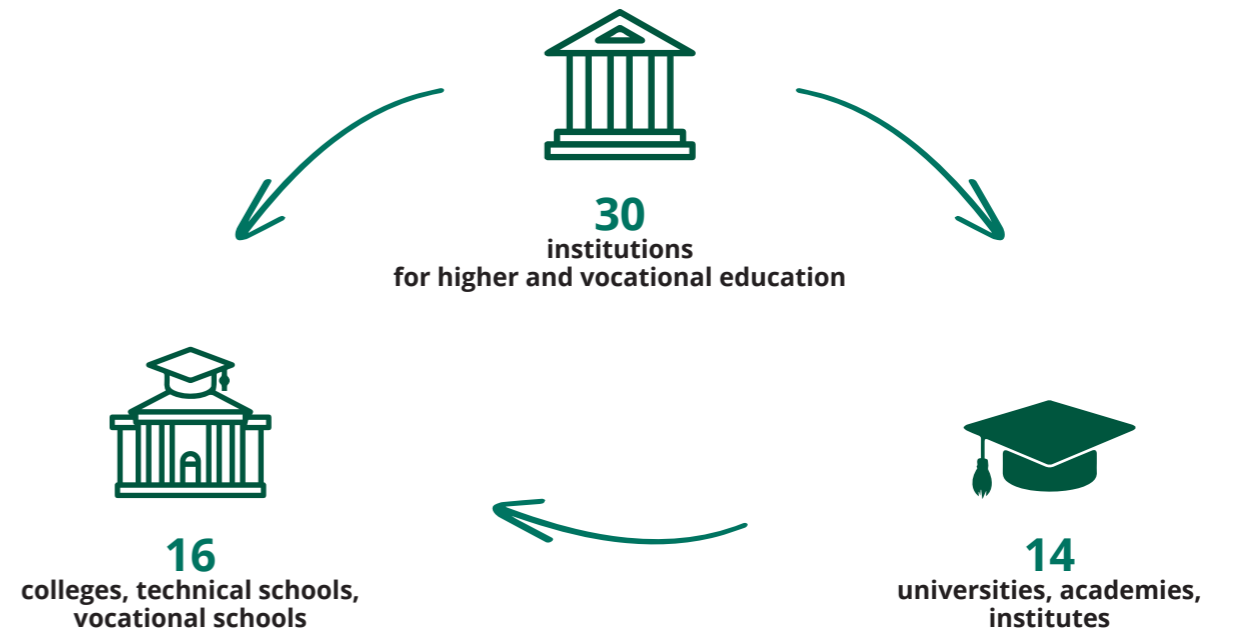 30
institutions
for higher and vocational education
16
colleges, technical schools,
vocational schools
14
universities, academies,
institutes